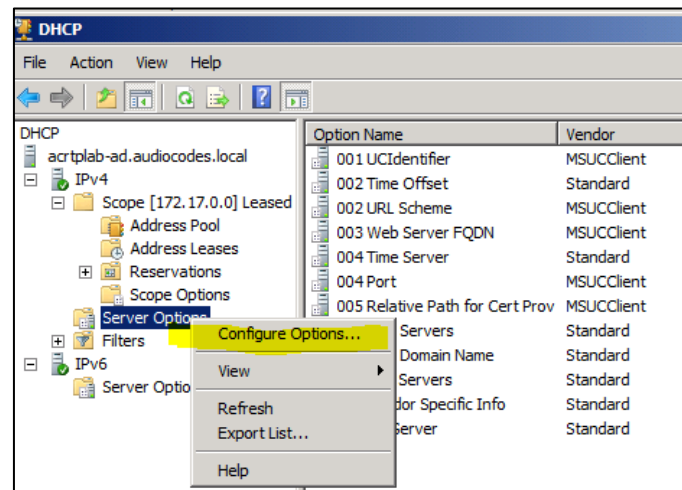 DHCP
File Action View Help
DHCP
acrtplab-ad.audiocodes.local
IPv4
Scope [172.17.0.0] Leased
Address Pool
Address Leases
Reservations
Scope Options
Server Options
Filters
IPv6
Server Optio
Option Name Vendor
001 UCIdentifier MSUCClient
002 Time Offset Standard
002 URL Scheme MSUCClient
003 Web Server FQDN MSUCClient
004 Time Server Standard
004 Port MSUCClient
005 Relative Path for Cert Prov MSUCClient
Servers Standard
Domain Name Standard
Servers Standard
dor Specific Info Standard
Server Standard
Configure Options...
View
Refresh
Export List...
Help